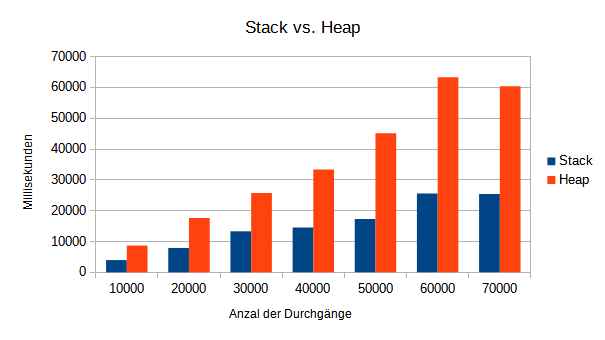 Stack vs. Heap
70000
60000
50000
40000
30000
20000
10000
0
Millisekunden
10000 20000 30000 40000 50000 60000 70000
Anzal der Durchgänge
Stack
Heap